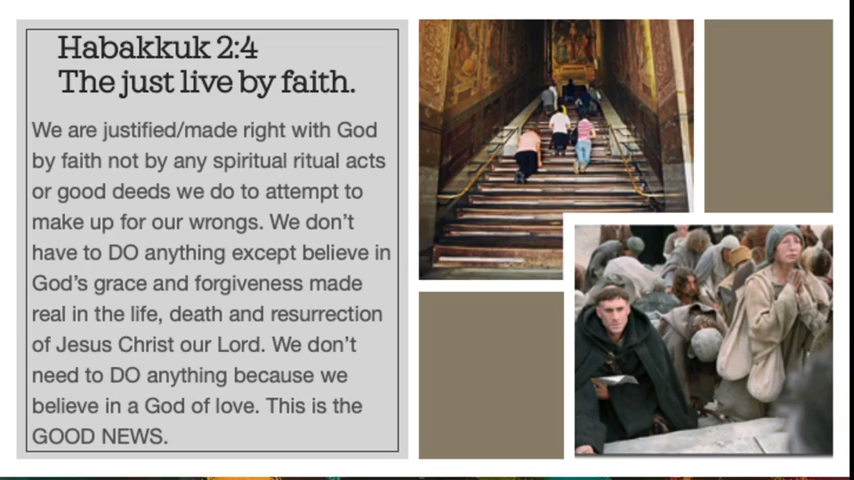 Habakkuk 2:4
The just live by faith.
We are justified/made right with God
by faith not by any spiritual ritual acts
or good deeds we do to attempt to
make up for our wrongs. We don’t
have to DO anything except believe in
God’s grace and forgiveness made
real in the life, death and resurrection
of Jesus Christ our Lord. We don’t
need to DO anything because we
believe in a God of love. This is the
GOOD NEWS.